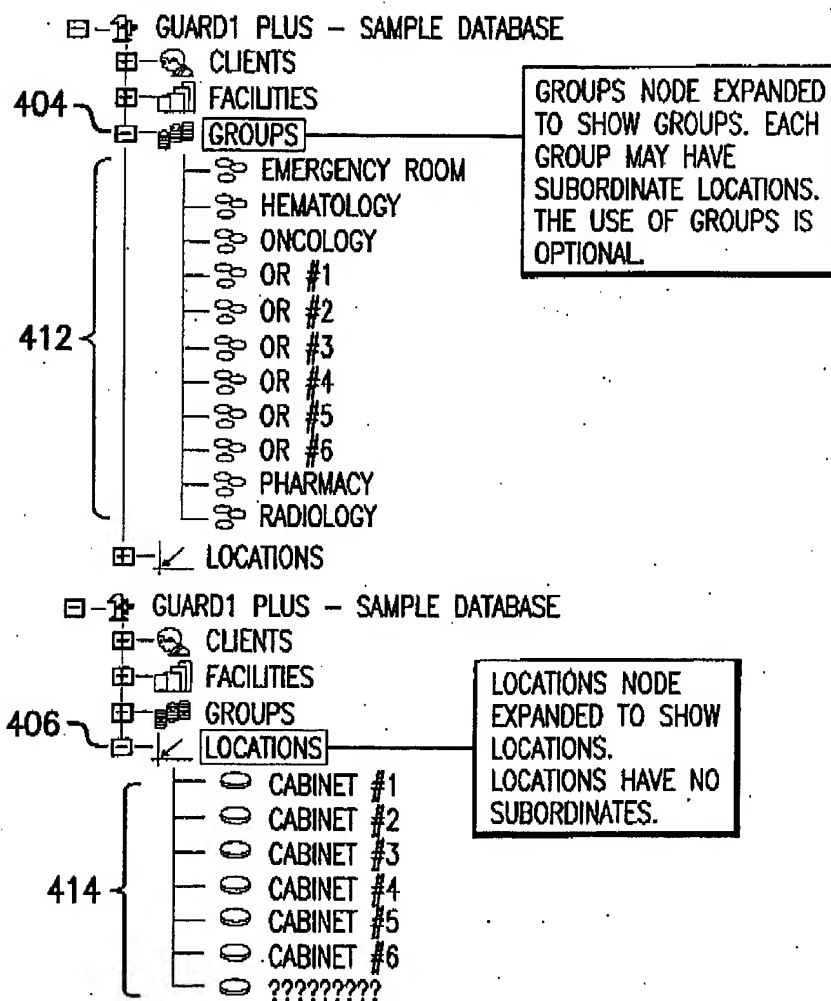 GUARD1 PLUS – SAMPLE DATABASE
CLIENTS
FACILITIES
404
GROUPS
GROUPS NODE EXPANDED
TO SHOW GROUPS. EACH
GROUP MAY HAVE
SUBORDINATE LOCATIONS.
THE USE OF GROUPS IS
OPTIONAL.
412
EMERGENCY ROOM
HEMATOLOGY
ONCOLOGY
OR #1
OR #2
OR #3
OR #4
OR #5
OR #6
PHARMACY
RADIOLOGY
LOCATIONS
GUARD1 PLUS – SAMPLE DATABASE
CLIENTS
FACILITIES
GROUPS
406
LOCATIONS
LOCATIONS NODE
EXPANDED TO SHOW
LOCATIONS.
LOCATIONS HAVE NO
SUBORDINATES.
414
CABINET #1
CABINET #2
CABINET #3
CABINET #4
CABINET #5
CABINET #6
?????????